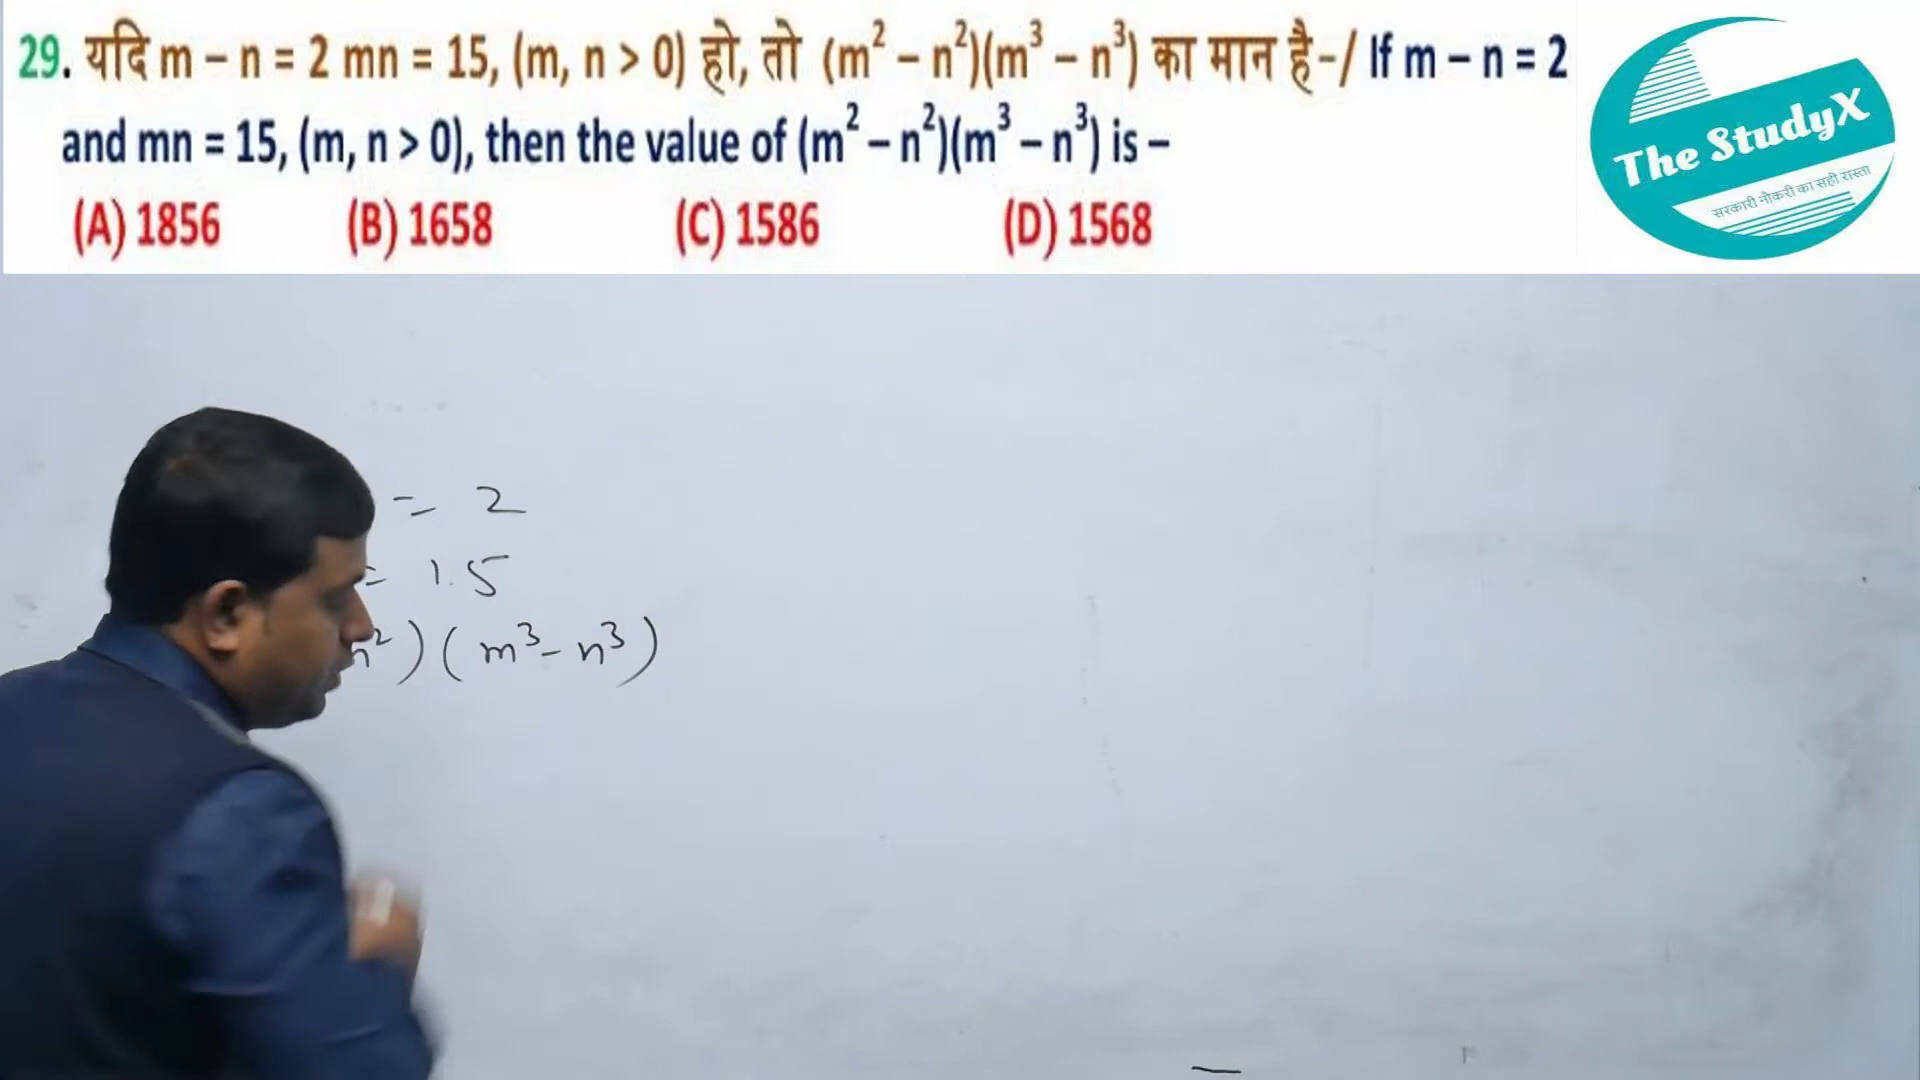 29. यदि m – n = 2 mn = 15, (m, n > 0) हो, तो (m² – n²)(m³ – n³) का मान है-/ If m – n = 2
and mn = 15, (m, n > 0), then the value of (m² – n²)(m³ – n³) is –
(A) 1856 (B) 1658 (C) 1586 (D) 1568
The StudyX
सरकारी नौकरी का सही रास्ता
= 2
= 1.5
n²) (m³- n³)